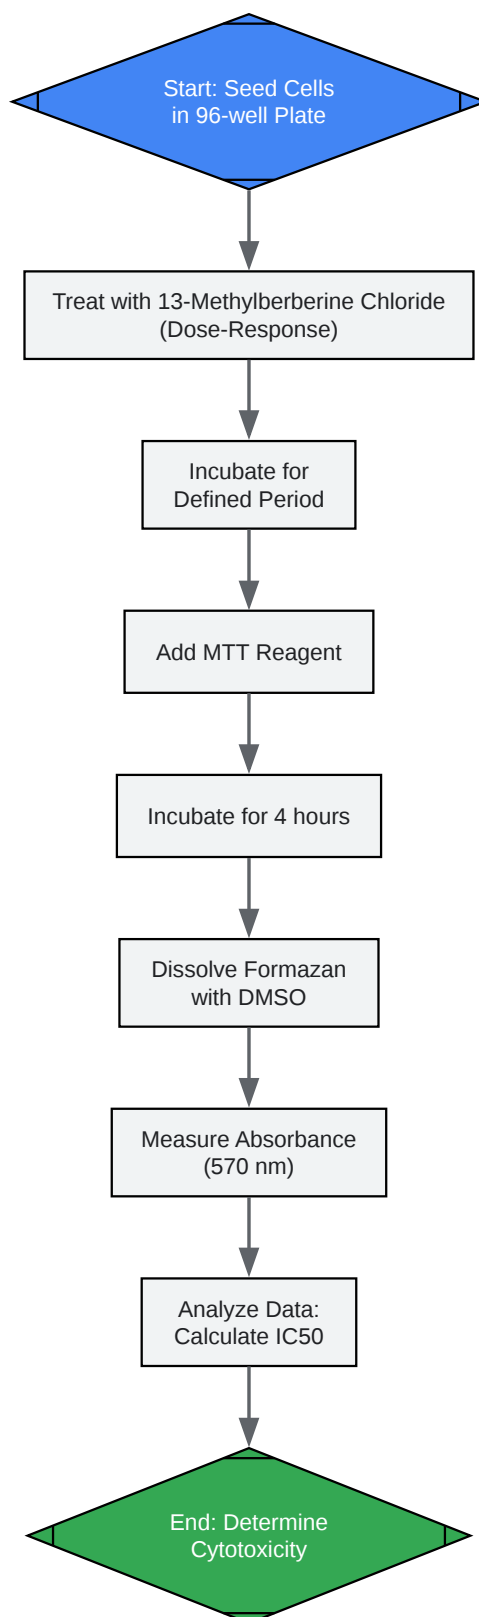 Start: Seed Cells
in 96-well Plate
Treat with 13-Methylberberine Chloride
(Dose-Response)
Incubate for
Defined Period
Add MTT Reagent
Incubate for 4 hours
Dissolve Formazan
with DMSO
Measure Absorbance
(570 nm)
Analyze Data:
Calculate IC50
End: Determine
Cytotoxicity